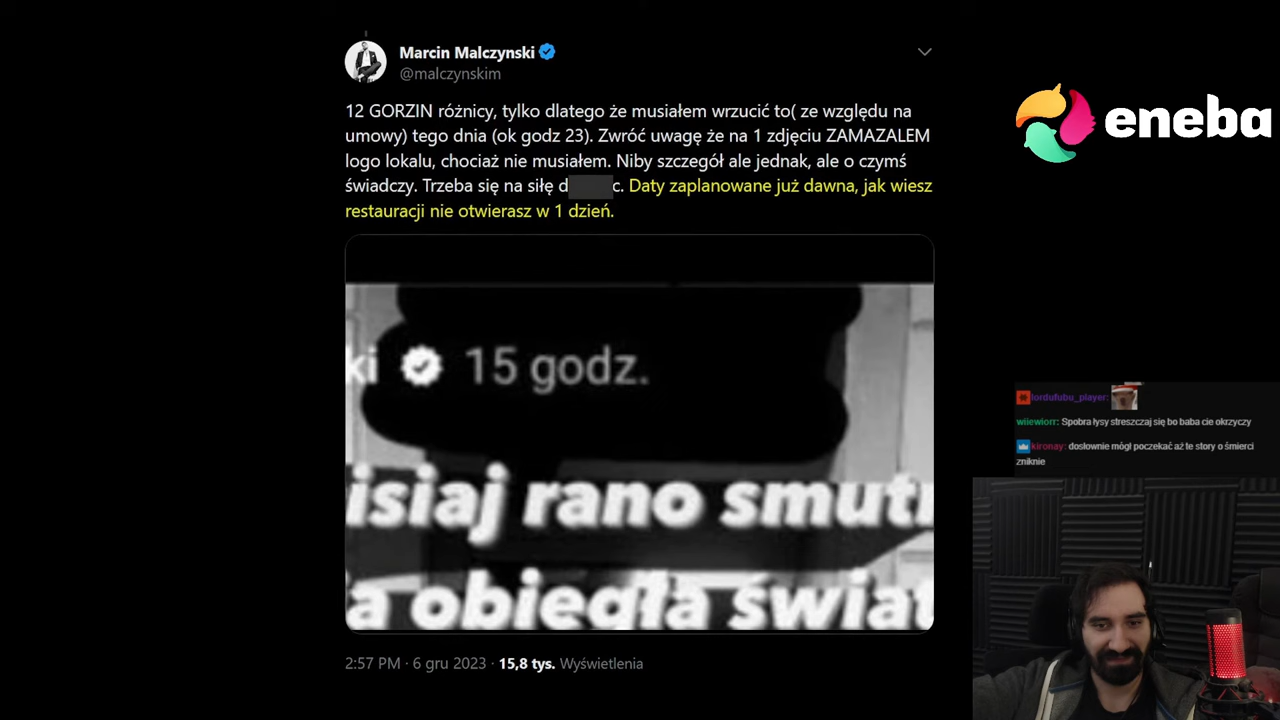 Marcin Malczynski
@malczynskim
12 GORZIN różnicy, tylko dlatego że musiałem wrzucić to( ze względu na
umowy) tego dnia (ok godz 23). Zwróć uwagę że na 1 zdjęciu ZAMAZALEM
logo lokalu, chociaż nie musiałem. Niby szczegół ale jednak, ale o czymś
świadczy. Trzeba się na siłę d c. Daty zaplanowane już dawna, jak wiesz
restauracji nie otwierasz w 1 dzień.
ki 15 godz.
isiaj rano smutn
a obiegła świat
2:57 PM · 6 gru 2023 · 15,8 tys. Wyświetlenia
eneba
lordufubu_player:
wiiewiorr: Spobra łysy streszczaj się bo baba cie okrzyczy
kironay: dosłownie mógł poczekać aż te story o śmierci
zniknie